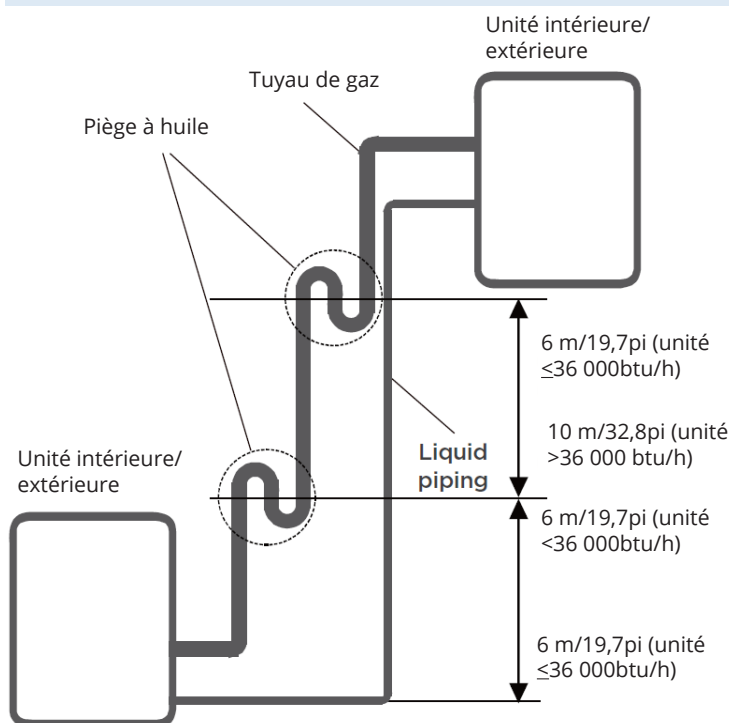 Unité intérieure/
extérieure
Tuyau de gaz
Piège à huile
6 m/19,7pi (unité
≤36 000btu/h)
10 m/32,8pi (unité
>36 000 btu/h)
Liquid
piping
Unité intérieure/
extérieure
6 m/19,7pi (unité
<36 000btu/h)
6 m/19,7pi (unité
≤36 000btu/h)